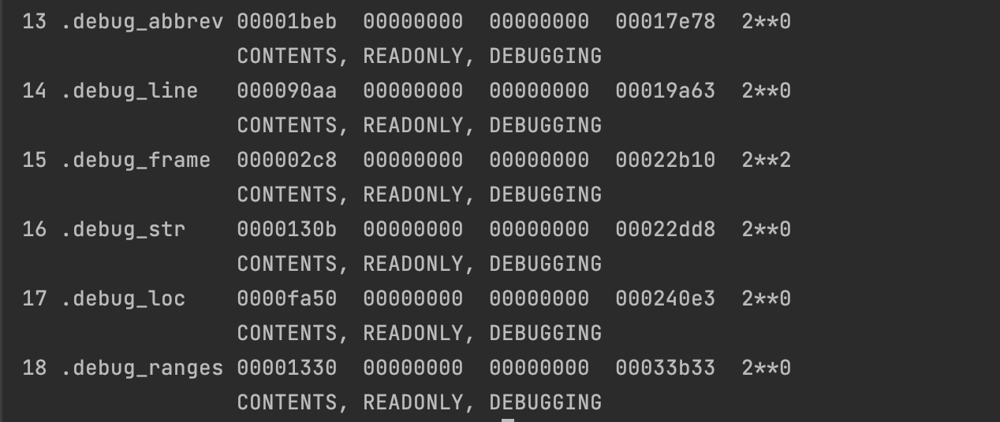 13 .debug_abbrev 00001beb  00000000  00000000  00017e78  2**0
                 CONTENTS, READONLY, DEBUGGING
14 .debug_line   000090aa  00000000  00000000  00019a63  2**0
                 CONTENTS, READONLY, DEBUGGING
15 .debug_frame  000002c8  00000000  00000000  00022b10  2**2
                 CONTENTS, READONLY, DEBUGGING
16 .debug_str    0000130b  00000000  00000000  00022dd8  2**0
                 CONTENTS, READONLY, DEBUGGING
17 .debug_loc    0000fa50  00000000  00000000  000240e3  2**0
                 CONTENTS, READONLY, DEBUGGING
18 .debug_ranges 00001330  00000000  00000000  00033b33  2**0
                 CONTENTS, READONLY, DEBUGGING